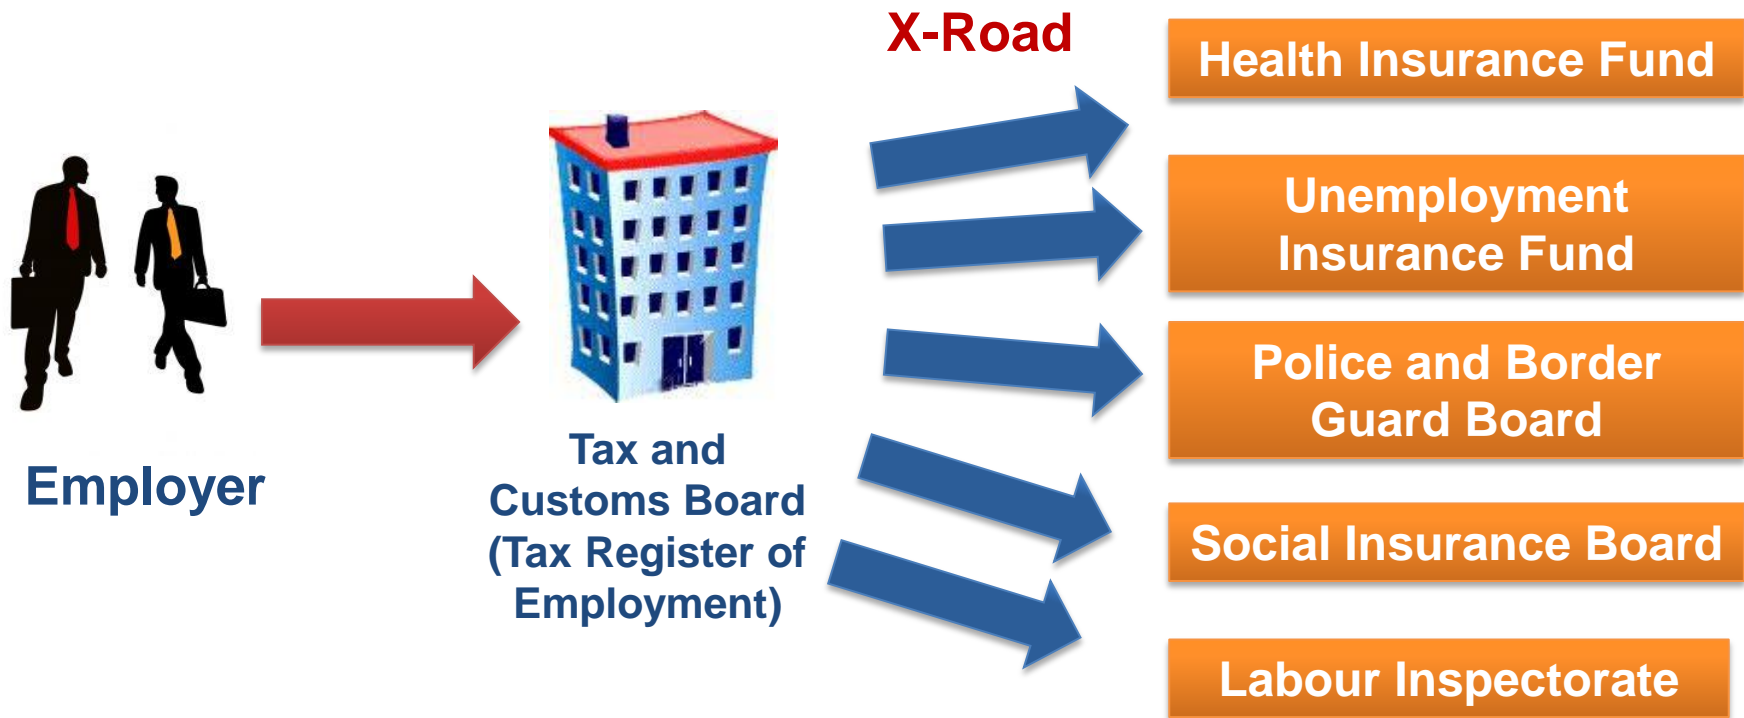 X-Road
Health Insurance Fund
Unemployment
Insurance Fund
Police and Border
Guard Board
Employer
Tax and
Customs Board
(Tax Register of
Employment)
Social Insurance Board
Labour Inspectorate